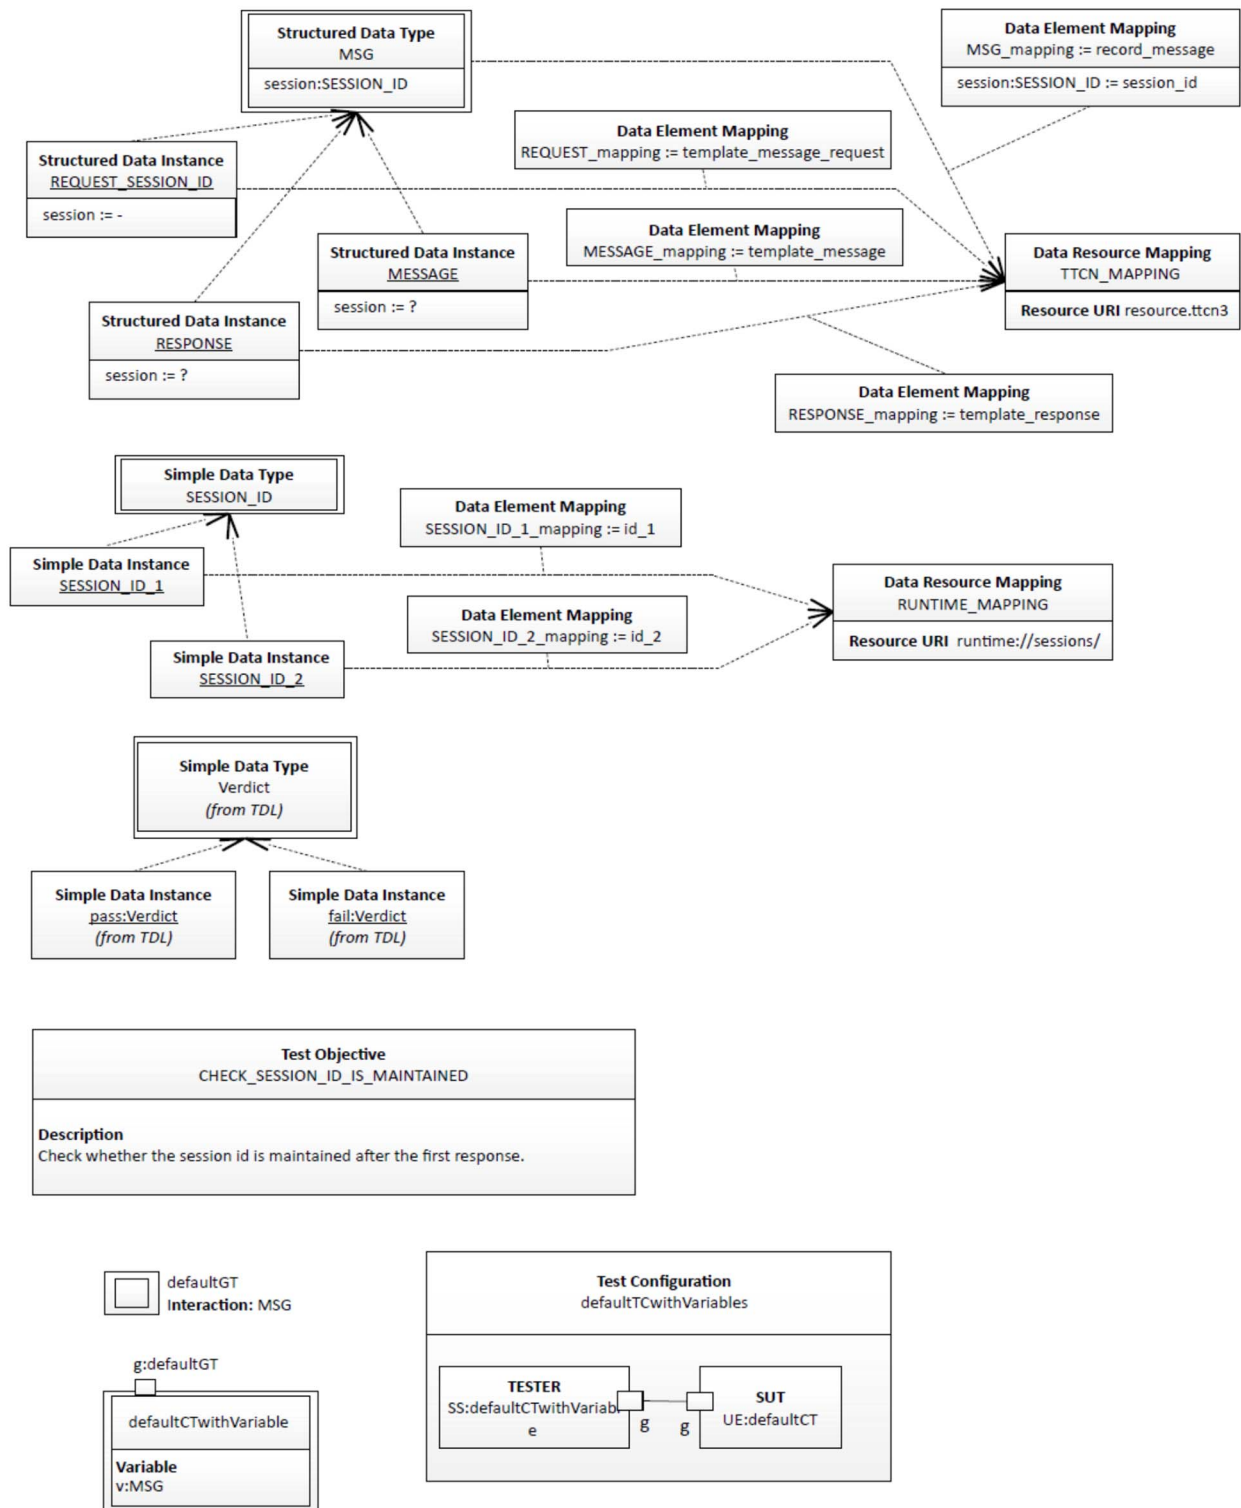 Structured Data Type
MSG
session:SESSION_ID
Data Element Mapping
MSG_mapping := record_message
session:SESSION_ID := session_id
Data Element Mapping
REQUEST_mapping := template_message_request
Structured Data Instance
REQUEST_SESSION_ID
session := -
Data Element Mapping
MESSAGE_mapping := template_message
Structured Data Instance
MESSAGE
session := ?
Data Resource Mapping
TTCN_MAPPING
Resource URI resource.ttcn3
Structured Data Instance
RESPONSE
session := ?
Data Element Mapping
RESPONSE_mapping := template_response
Simple Data Type
SESSION_ID
Data Element Mapping
SESSION_ID_1_mapping := id_1
Simple Data Instance
SESSION_ID_1
Data Resource Mapping
RUNTIME_MAPPING
Resource URI runtime://sessions/
Data Element Mapping
SESSION_ID_2_mapping := id_2
Simple Data Instance
SESSION_ID_2
Simple Data Type
Verdict
(from TDL)
Simple Data Instance
pass:Verdict
(from TDL)
Simple Data Instance
fail:Verdict
(from TDL)
Test Objective
CHECK_SESSION_ID_IS_MAINTAINED
Description
Check whether the session id is maintained after the first response.
defaultGT
Interaction: MSG
g:defaultGT
defaultCTwithVariable
Variable
v:MSG
Test Configuration
defaultTCwithVariables
TESTER
SS:defaultCTwithVariabl
e
g
g
SUT
UE:defaultCT